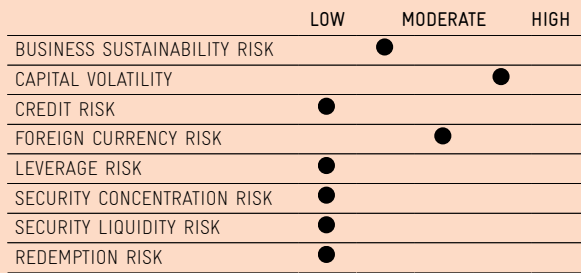 LOW MODERATE HIGH
BUSINESS SUSTAINABILITY RISK
CAPITAL VOLATILITY
CREDIT RISK
FOREIGN CURRENCY RISK
LEVERAGE RISK
SECURITY CONCENTRATION RISK
SECURITY LIQUIDITY RISK
REDEMPTION RISK